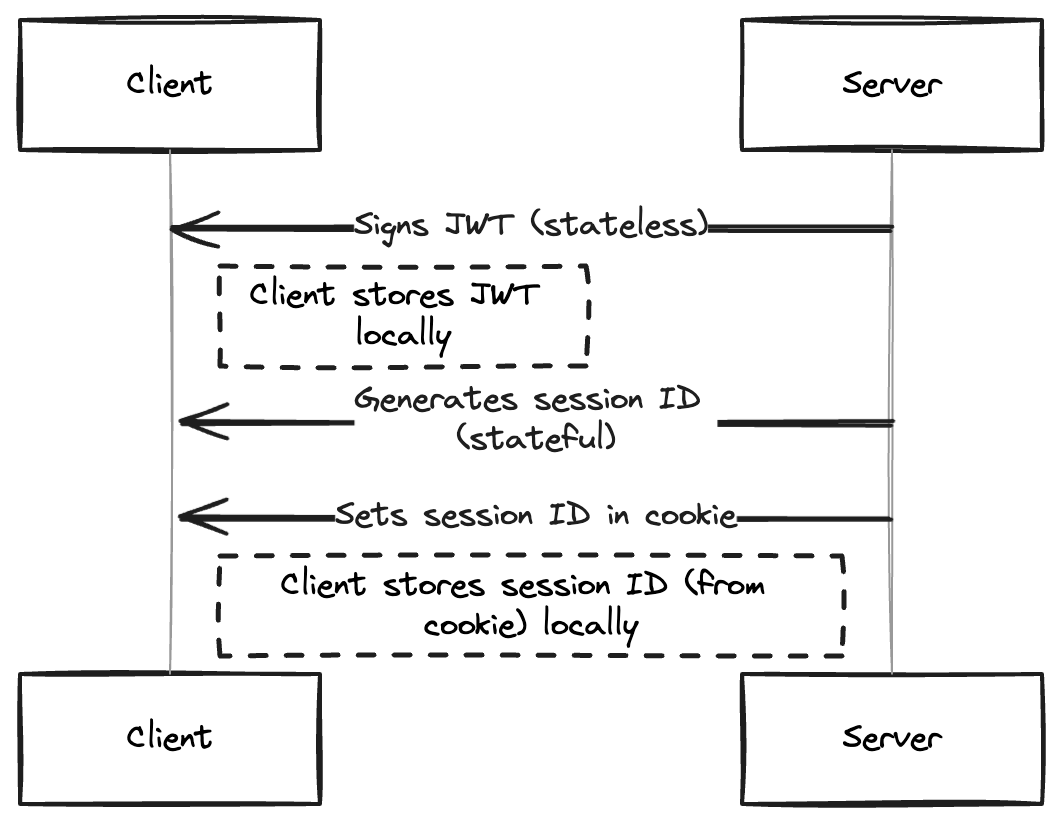 Client
Server
Signs JWT (stateless)
Client stores JWT
locally
Generates session ID
(stateful)
Sets session ID in cookie
Client stores session ID (from
cookie) locally
Client
Server